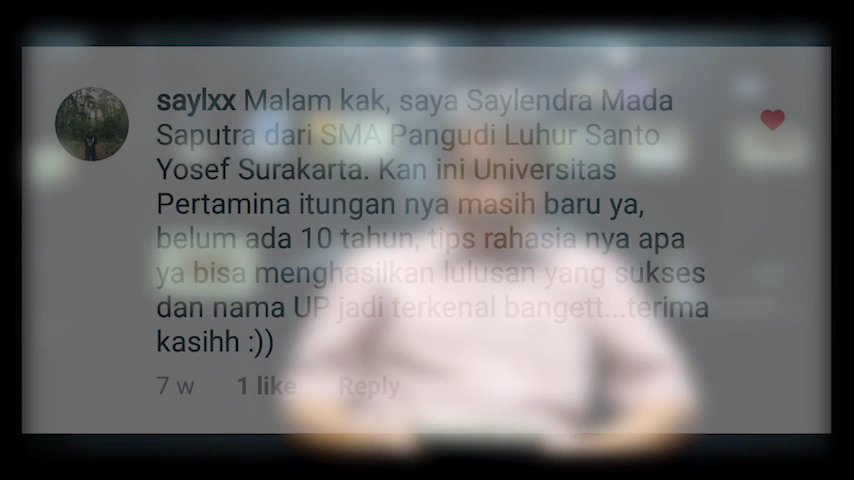 saylxx Malam kak, saya Saylendra Mada
Saputra dari SMA Pangudi Luhur Santo
Yosef Surakarta. Kan ini Universitas
Pertamina itungan nya masih baru ya,
belum ada 10 tahun, tips rahasia nya apa
ya bisa menghasilkan lulusan yang sukses
dan nama UP jadi terkenal bangett...terima
kasihh :))
7 w 1 like Reply